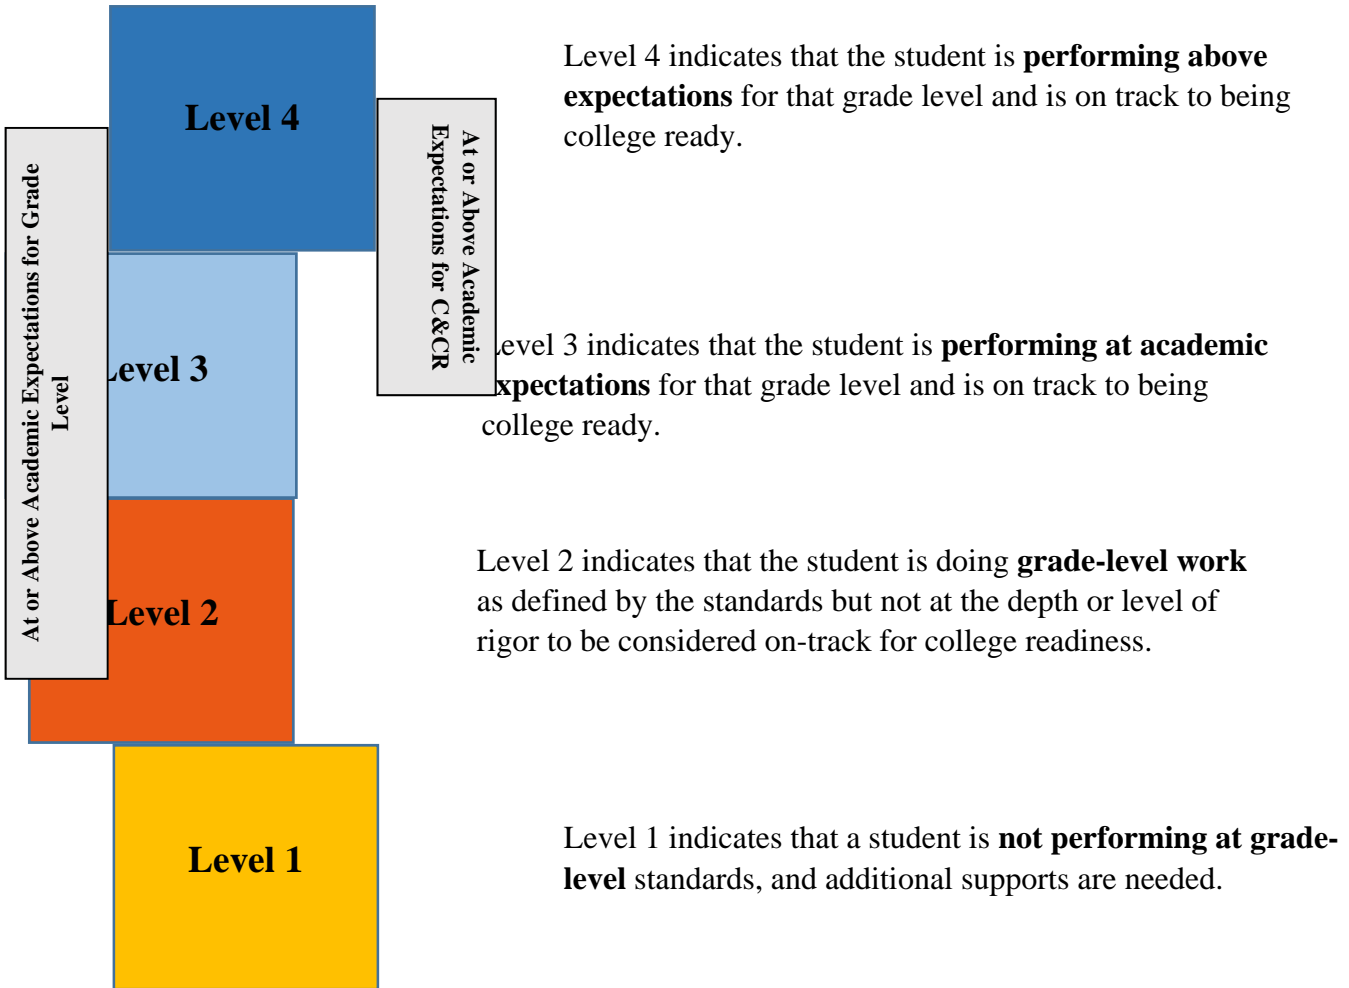 Level 4
Level 4 indicates that the student is performing above
expectations for that grade level and is on track to being
college ready.
At or Above Academic Expectations for Grade
Level
At or Above Academic
Expectations for C&CR
Level 3
Level 3 indicates that the student is performing at academic
expectations for that grade level and is on track to being
college ready.
Level 2
Level 2 indicates that the student is doing grade-level work
as defined by the standards but not at the depth or level of
rigor to be considered on-track for college readiness.
Level 1
Level 1 indicates that a student is not performing at grade-
level standards, and additional supports are needed.